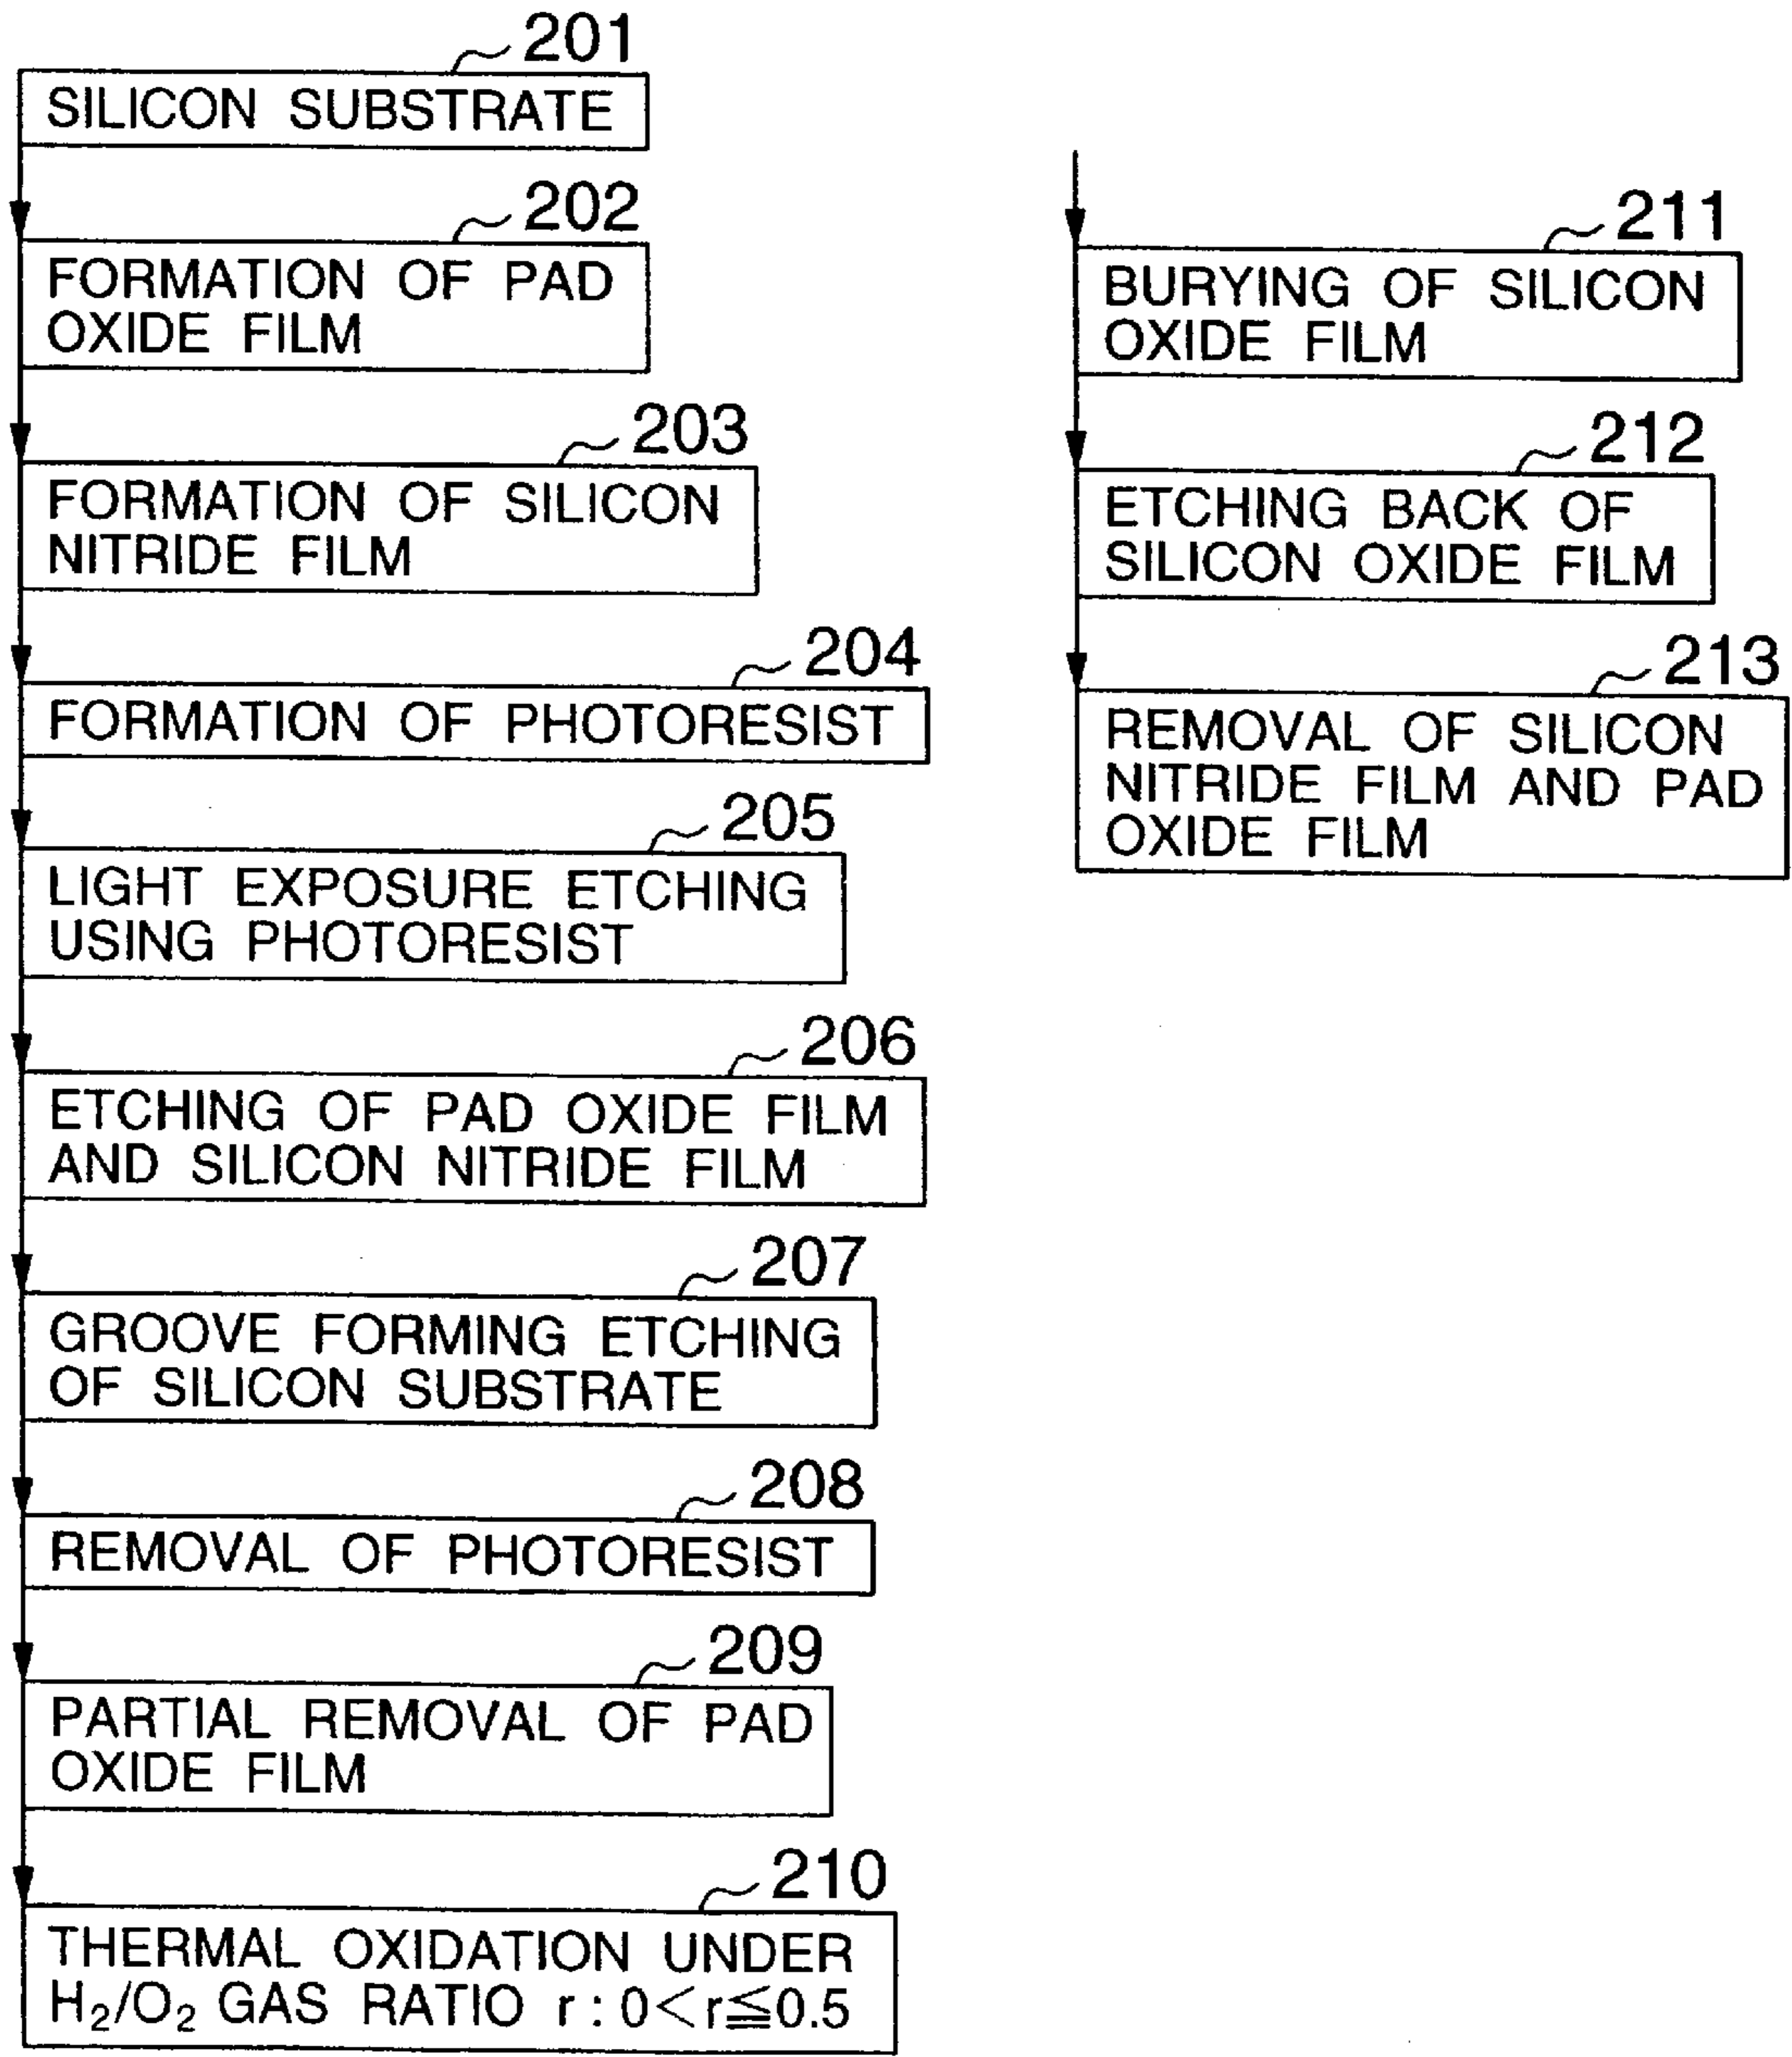 201
SILICON SUBSTRATE
202
FORMATION OF PAD
OXIDE FILM
203
FORMATION OF SILICON
NITRIDE FILM
204
FORMATION OF PHOTORESIST
205
LIGHT EXPOSURE ETCHING
USING PHOTORESIST
206
ETCHING OF PAD OXIDE FILM
AND SILICON NITRIDE FILM
207
GROOVE FORMING ETCHING
OF SILICON SUBSTRATE
208
REMOVAL OF PHOTORESIST
209
PARTIAL REMOVAL OF PAD
OXIDE FILM
210
THERMAL OXIDATION UNDER
H₂/O₂ GAS RATIO r : 0<r≦0.5
211
BURYING OF SILICON
OXIDE FILM
212
ETCHING BACK OF
SILICON OXIDE FILM
213
REMOVAL OF SILICON
NITRIDE FILM AND PAD
OXIDE FILM